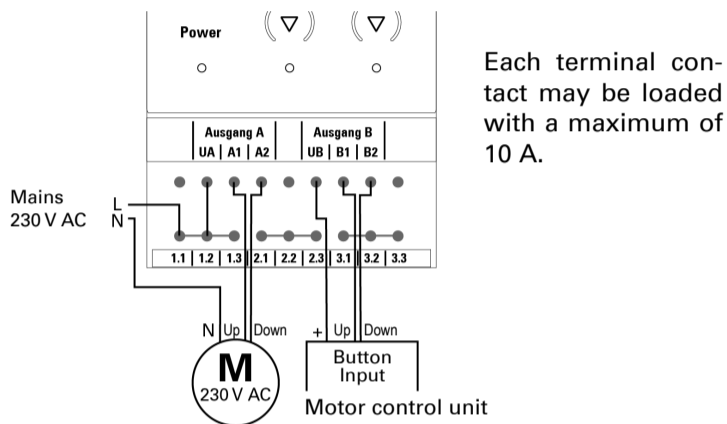 Power
Each terminal con-
tact may be loaded
with a maximum of
10 A.
Ausgang A
Ausgang B
UA | A1 | A2
UB | B1 | B2
Mains
230 V AC
L
N
1.1 1.2 1.3 2.1 2.2 2.3 3.1 3.2 3.3
N Up Down
+ Up Down
M
230 V AC
Button
Input
Motor control unit